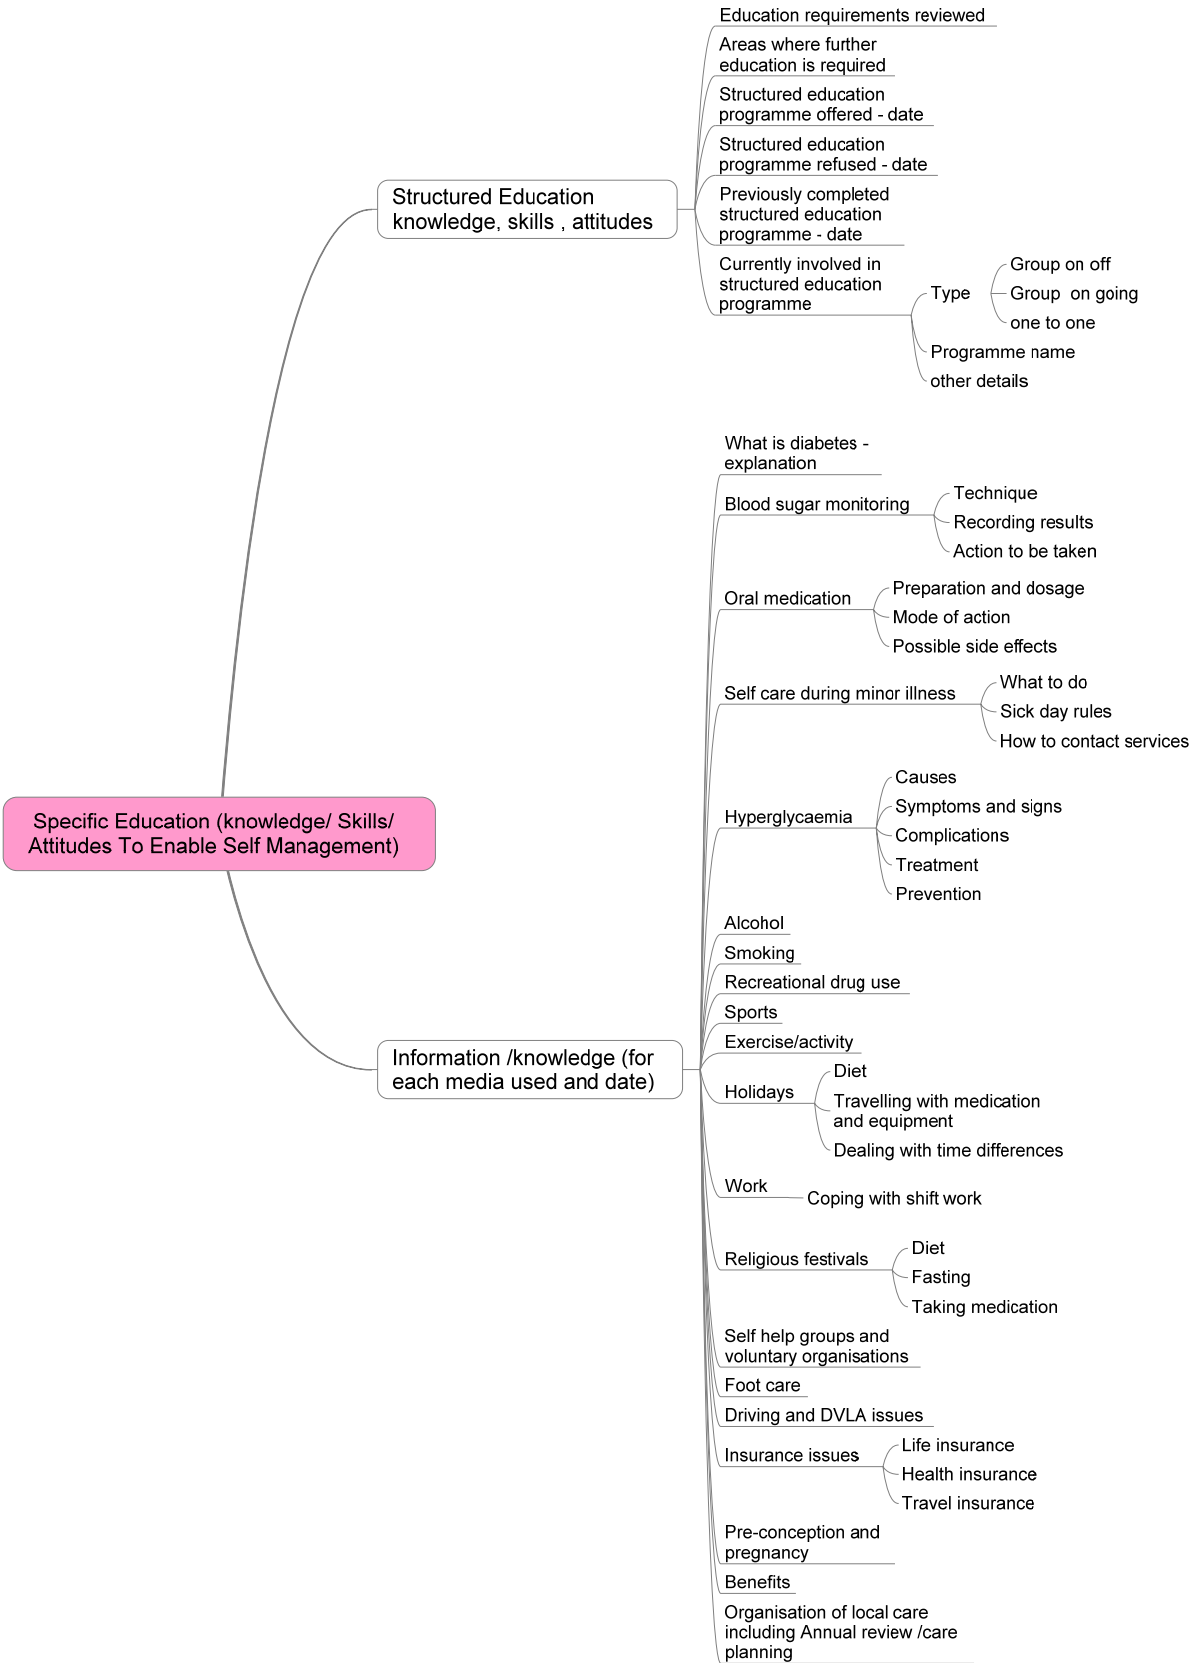 Education requirements reviewed
Areas where further
education is required
Structured education
programme offered - date
Structured education
programme refused - date
Structured Education
knowledge, skills , attitudes
Previously completed
structured education
programme - date
Currently involved in
structured education
programme
Type
Group on off
Group  on going
one to one
Programme name
other details
Specific Education (knowledge/ Skills/
Attitudes To Enable Self Management)
Information /knowledge (for
each media used and date)
What is diabetes -
explanation
Blood sugar monitoring
Technique
Recording results
Action to be taken
Oral medication
Preparation and dosage
Mode of action
Possible side effects
Self care during minor illness
What to do
Sick day rules
How to contact services
Hyperglycaemia
Causes
Symptoms and signs
Complications
Treatment
Prevention
Alcohol
Smoking
Recreational drug use
Sports
Exercise/activity
Holidays
Diet
Travelling with medication
and equipment
Dealing with time differences
Work
Coping with shift work
Religious festivals
Diet
Fasting
Taking medication
Self help groups and
voluntary organisations
Foot care
Driving and DVLA issues
Insurance issues
Life insurance
Health insurance
Travel insurance
Pre-conception and
pregnancy
Benefits
Organisation of local care
including Annual review /care
planning